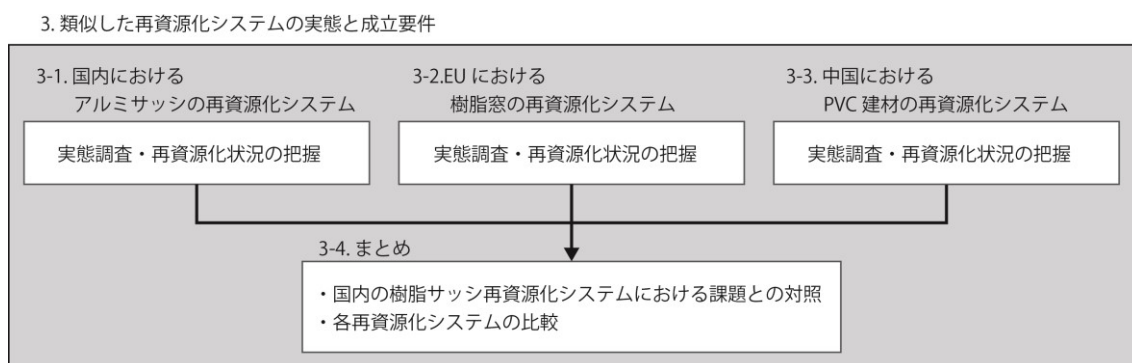 3. 類似した再資源化システムの実態と成立要件
3-1. 国内における
アルミサッシの再資源化システム
実態調査・再資源化状況の把握
3-2.EU における
樹脂窓の再資源化システム
実態調査・再資源化状況の把握
3-3. 中国における
PVC 建材の再資源化システム
実態調査・再資源化状況の把握
3-4. まとめ
・国内の樹脂サッシ再資源化システムにおける課題との対照
・各再資源化システムの比較